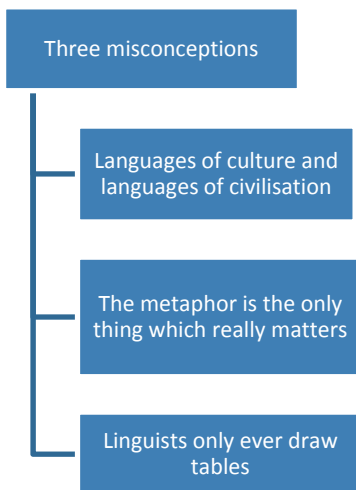 Three misconceptions
Languages of culture and
languages of civilisation
The metaphor is the only
thing which really matters
Linguists only ever draw
tables